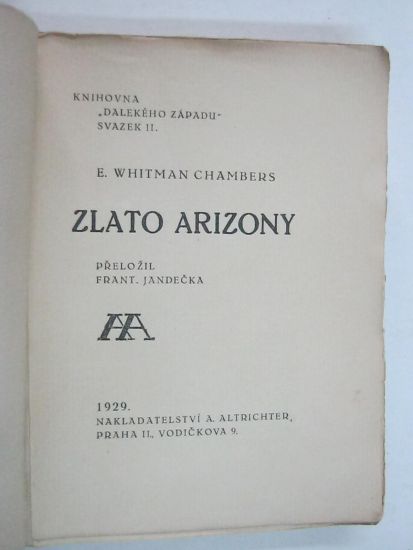 KNIHOVNA
„DALEKÉHO ZÁPADU"
SVAZEK II.
E. WHITMAN CHAMBERS
ZLATO ARIZONY
PŘELOŽIL
FRANT. JANDEČKA
AA
1929.
NAKLADATELSTVÍ A. ALTRICHTER,
PRAHA II., VODIČKOVA 9.